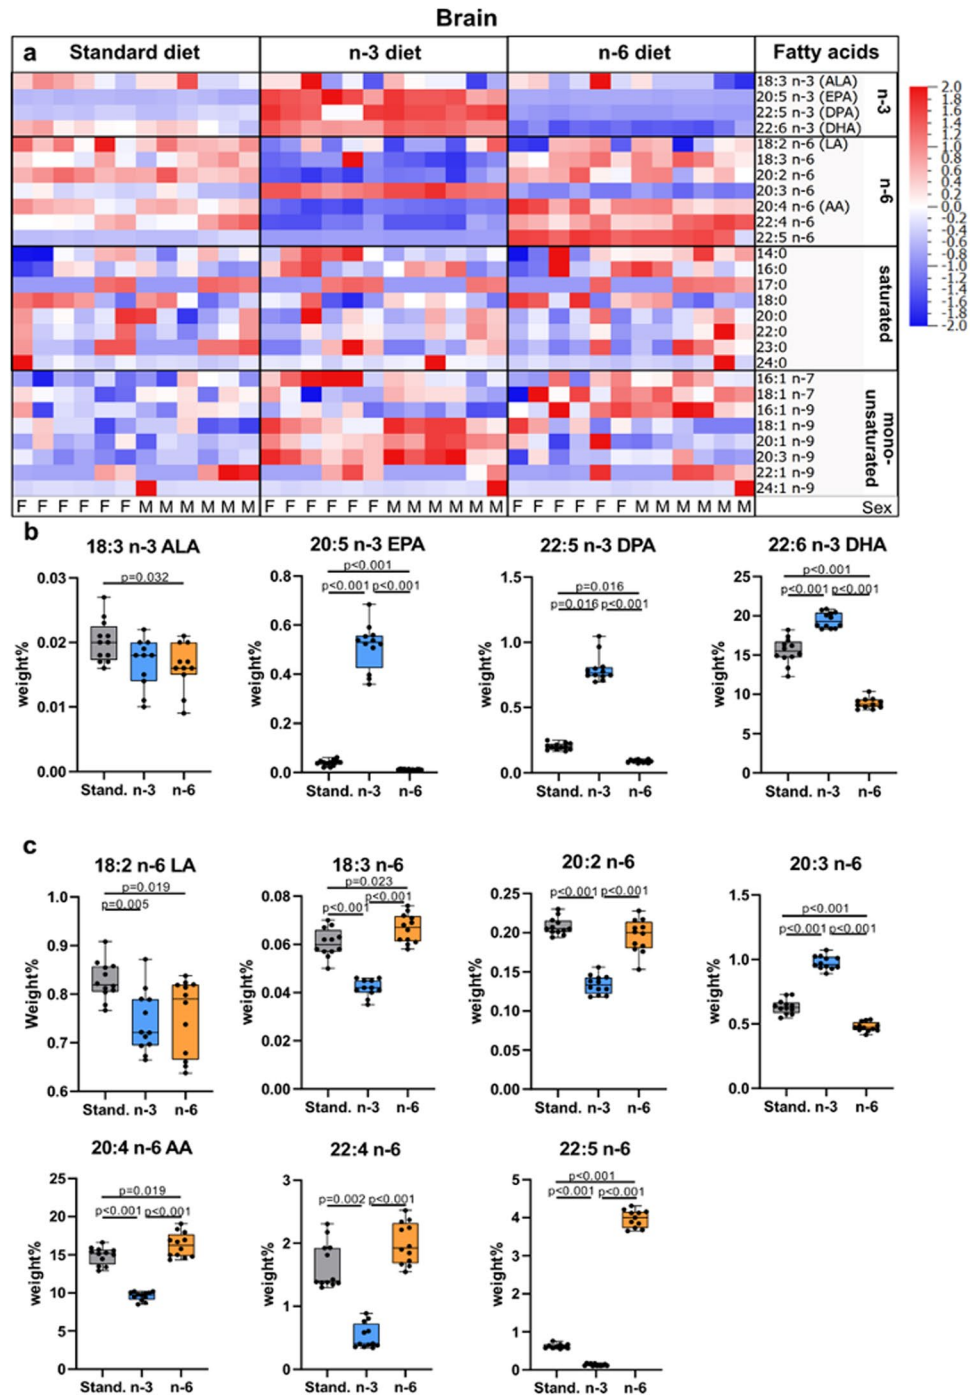 Brain
a Standard diet n-3 diet n-6 diet Fatty acids
18:3 n-3 (ALA)
20:5 n-3 (EPA)
22:5 n-3 (DPA)
22:6 n-3 (DHA)
n-3
18:2 n-6 (LA)
18:3 n-6
20:2 n-6
20:3 n-6
20:4 n-6 (AA)
22:4 n-6
22:5 n-6
n-6
14:0
16:0
17:0
18:0
20:0
22:0
23:0
24:0
saturated
16:1 n-7
18:1 n-7
16:1 n-9
18:1 n-9
20:1 n-9
20:3 n-9
22:1 n-9
24:1 n-9
mono-
unsaturated
F F F F F F M M M M M M F F F F F F M M M M M M F F F F F F M M M M M M Sex
2.0
1.8
1.6
1.4
1.2
1.0
0.8
0.6
0.4
0.2
0.0
-0.2
-0.4
-0.6
-0.8
-1.0
-1.2
-1.4
-1.6
-1.8
-2.0
b
18:3 n-3 ALA
p=0.032
weight%
0.03
0.02
0.01
0.00
Stand. n-3 n-6
20:5 n-3 EPA
p<0.001
p<0.001 p<0.001
weight%
0.8
0.6
0.4
0.2
0.0
Stand. n-3 n-6
22:5 n-3 DPA
p=0.016
p=0.016 p<0.001
weight%
1.5
1.0
0.5
0.0
Stand. n-3 n-6
22:6 n-3 DHA
p<0.001
p<0.001 p<0.001
weight%
25
20
15
10
5
0
Stand. n-3 n-6
c
18:2 n-6 LA
p=0.019
p=0.005
Weight%
1.0
0.9
0.8
0.7
0.6
Stand. n-3 n-6
18:3 n-6
p=0.023
p<0.001
p<0.001
weight%
0.08
0.06
0.04
0.02
0.00
Stand. n-3 n-6
20:2 n-6
p<0.001 p<0.001
weight%
0.25
0.20
0.15
0.10
0.05
0.00
Stand. n-3 n-6
20:3 n-6
p<0.001
p<0.001 p<0.001
weight%
1.5
1.0
0.5
0.0
Stand. n-3 n-6
20:4 n-6 AA
p=0.019
p<0.001 p<0.001
weight%
25
20
15
10
5
0
Stand. n-3 n-6
22:4 n-6
p=0.002 p<0.001
weight%
3
2
1
0
Stand. n-3 n-6
22:5 n-6
p<0.001
p<0.001 p<0.001
weight%
5
4
3
2
1
0
Stand. n-3 n-6